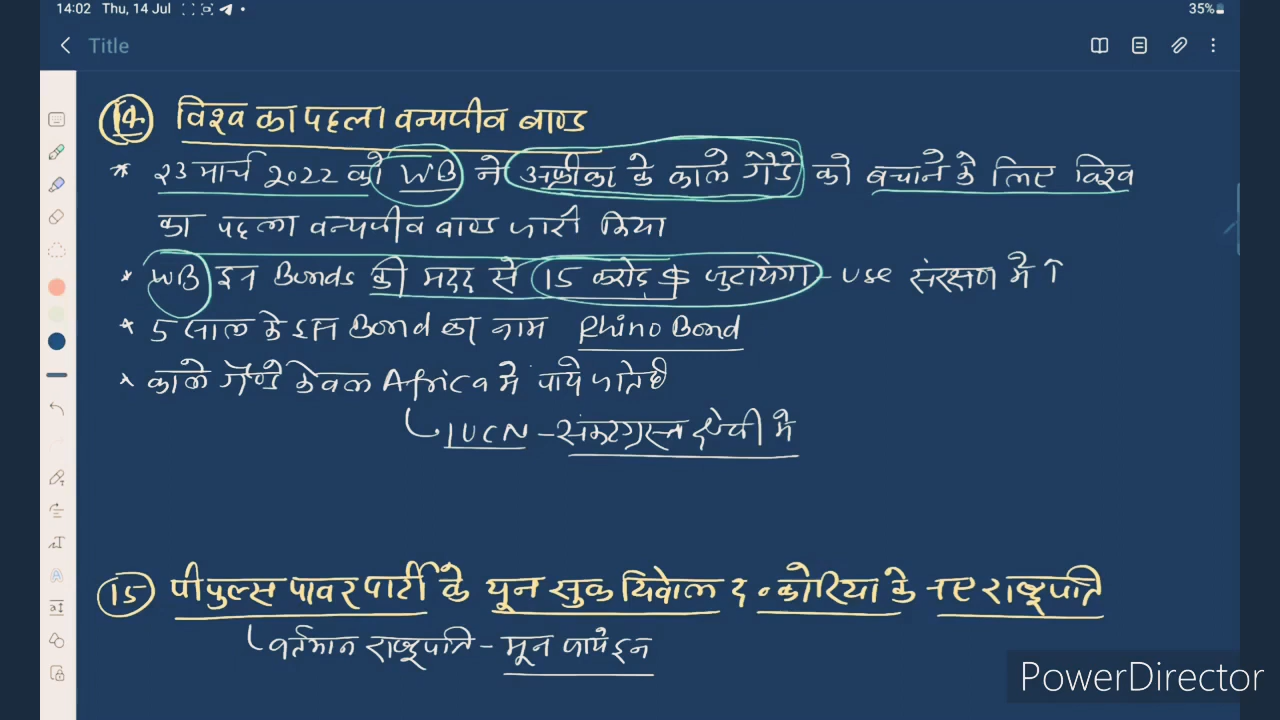 14:02 Thu, 14 Jul
35%
Title
14 विश्व का पहला वन्यजीव बाण्ड
* 23 मार्च 2022 को WB ने अफ्रीका के काले गेंडे को बचाने के लिए विश्व
का पहला वन्यजीव बाण्ड जारी किया
* WB इन Bonds की मदद से 15 करोड़ $ जुटायेगा - use संरक्षण में ↑
* 5 साल के इस Bond का नाम Rhino Bond
* काले गैण्डे केवल Africa में पाये जाते हैं
IUCN - संकटग्रस्त श्रेणी में
15 पीपुल्स पावर पार्टी के यून सुक योल द. कोरिया के नए राष्ट्रपति
वर्तमान राष्ट्रपति - मून जाये इन
PowerDirector